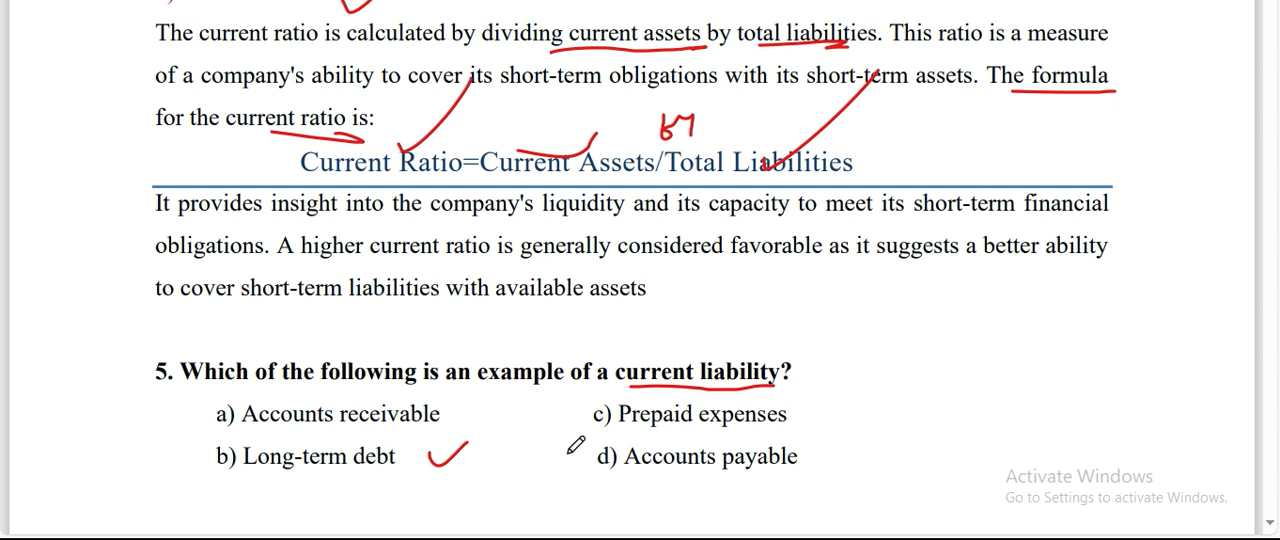 The current ratio is calculated by dividing current assets by total liabilities. This ratio is a measure
of a company's ability to cover its short-term obligations with its short-term assets. The formula
for the current ratio is:
by
Current Ratio=Current Assets/Total Liabilities
It provides insight into the company's liquidity and its capacity to meet its short-term financial
obligations. A higher current ratio is generally considered favorable as it suggests a better ability
to cover short-term liabilities with available assets
5. Which of the following is an example of a current liability?
a) Accounts receivable c) Prepaid expenses
b) Long-term debt d) Accounts payable
Activate Windows
Go to Settings to activate Windows.